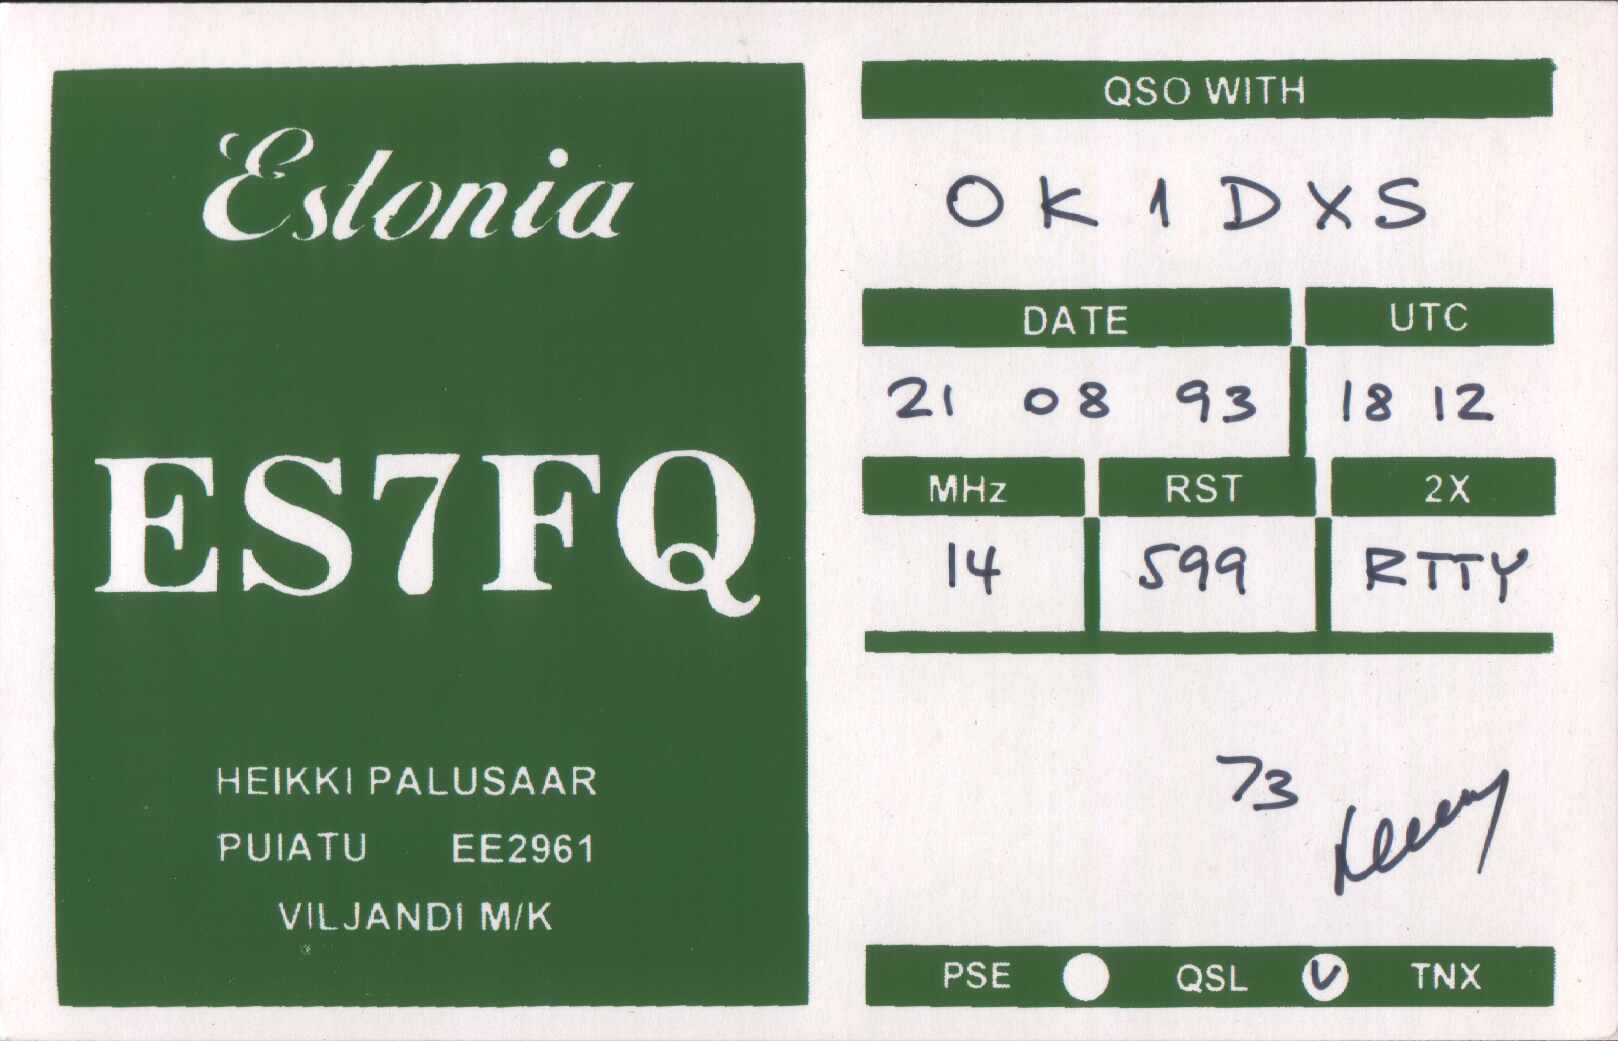 Estonia
ES7FQ
HEIKKI PALUSAAR
PUIATU EE2961
VILJANDI M/K
QSO WITH
OK1DXS
DATE UTC
21 08 93 18 12
MHz RST 2X
14 599 RTTY
73
PSE QSL TNX